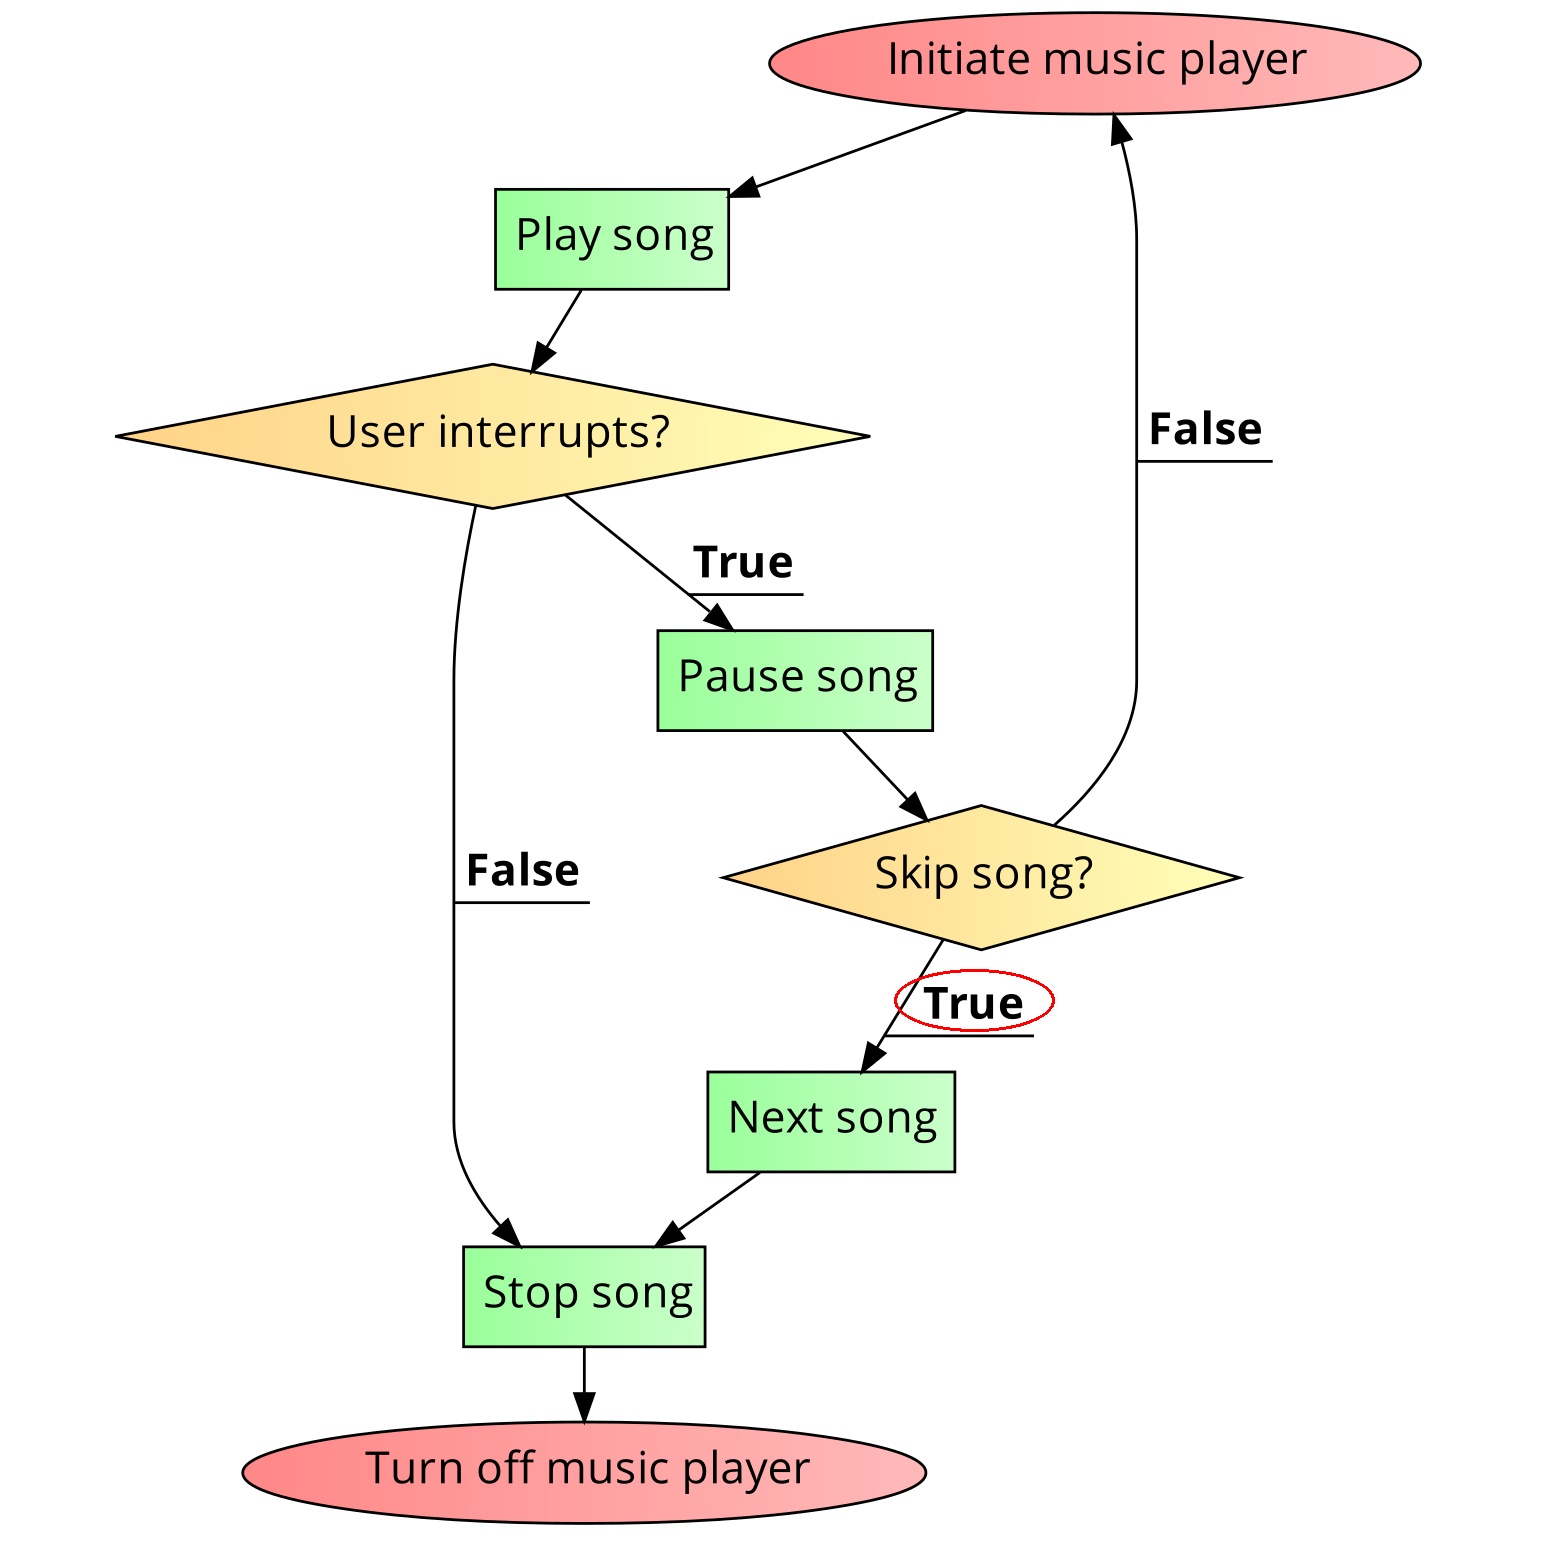 Initiate music player
Play song
User interrupts?
False
True
Pause song
False
Skip song?
True
Next song
Stop song
Turn off music player